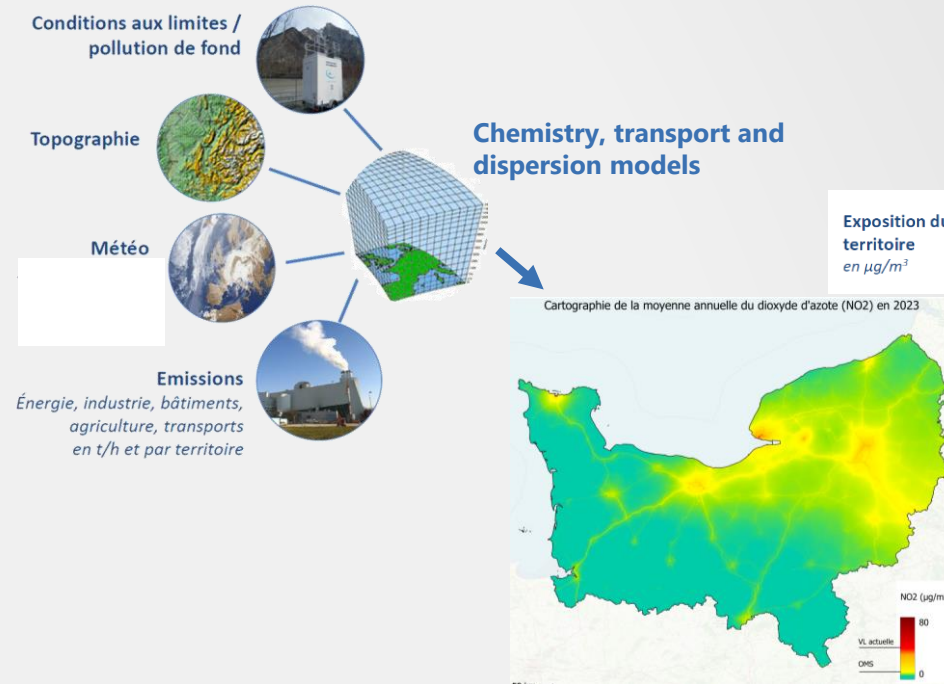 Conditions aux limites /
pollution de fond
Topographie
Chemistry, transport and
dispersion models
Météo
Exposition du
territoire
en µg/m³
Emissions
Énergie, industrie, bâtiments,
agriculture, transports
en t/h et par territoire
Cartographie de la moyenne annuelle du dioxyde d'azote (NO2) en 2023
NO2 (µg/m
80
VL actuelle
OMS
0